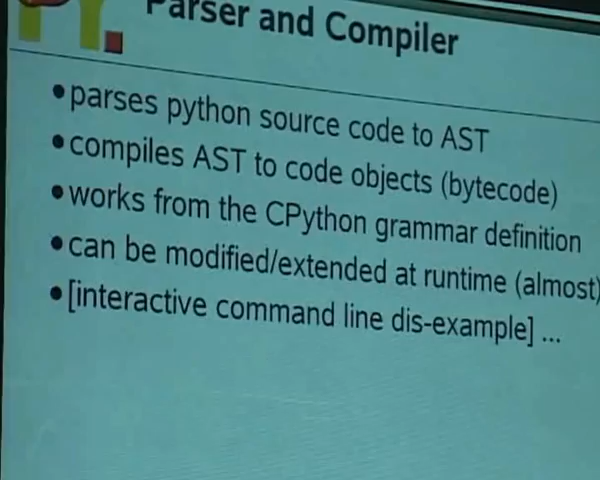 Parser and Compiler
•parses python source code to AST
•compiles AST to code objects (bytecode)
•works from the CPython grammar definition
•can be modified/extended at runtime (almost)
•[interactive command line dis-example] ...